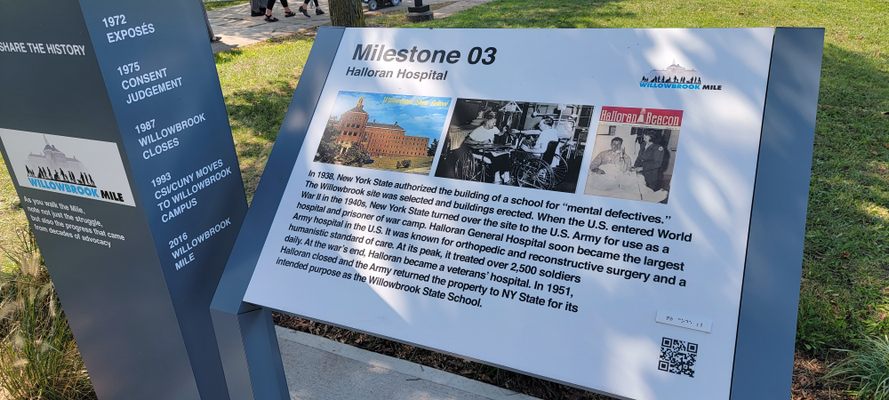 SHARE THE HISTORY
WILLOWBROOK MILE
As you walk the Mile,
note not just the struggle,
but also the progress that came
from decades of advocacy
1972
EXPOSÉS
1975
CONSENT
JUDGEMENT
1987
WILLOWBROOK
CLOSES
1993
CSI/CUNY MOVES
TO WILLOWBROOK
CAMPUS
2016
WILLOWBROOK
MILE
Milestone 03
Halloran Hospital
WILLOWBROOK MILE
Halloran Beacon
In 1938, New York State authorized the building of a school for “mental defectives.”
The Willowbrook site was selected and buildings erected. When the U.S. entered World
War II in the 1940s, New York State turned over the site to the U.S. Army for use as a
hospital and prisoner of war camp. Halloran General Hospital soon became the largest
Army hospital in the U.S. It was known for orthopedic and reconstructive surgery and a
humanistic standard of care. At its peak, it treated over 2,500 soldiers
daily. At the war's end, Halloran became a veterans' hospital. In 1951,
Halloran closed and the Army returned the property to NY State for its
intended purpose as the Willowbrook State School.